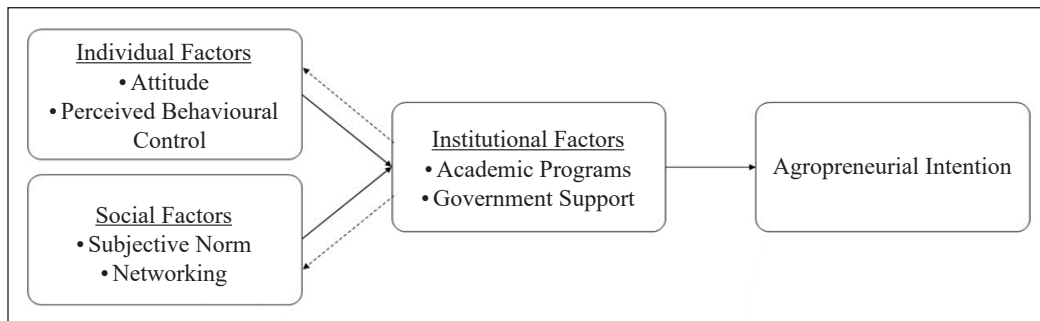 Individual Factors
• Attitude
• Perceived Behavioural
Control
Social Factors
• Subjective Norm
• Networking
Institutional Factors
• Academic Programs
• Government Support
Agropreneurial Intention